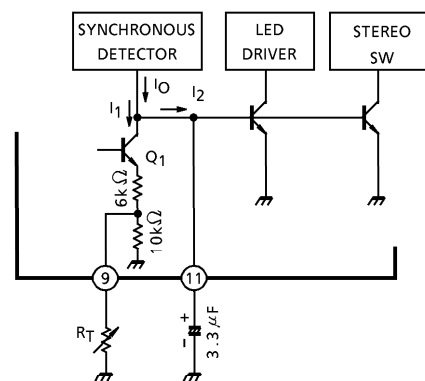 SYNCHRONOUS
DETECTOR
LED
DRIVER
STEREO
SW
IO
I1
I2
Q1
6kΩ
10kΩ
9
11
RT
+
-
3.3μF